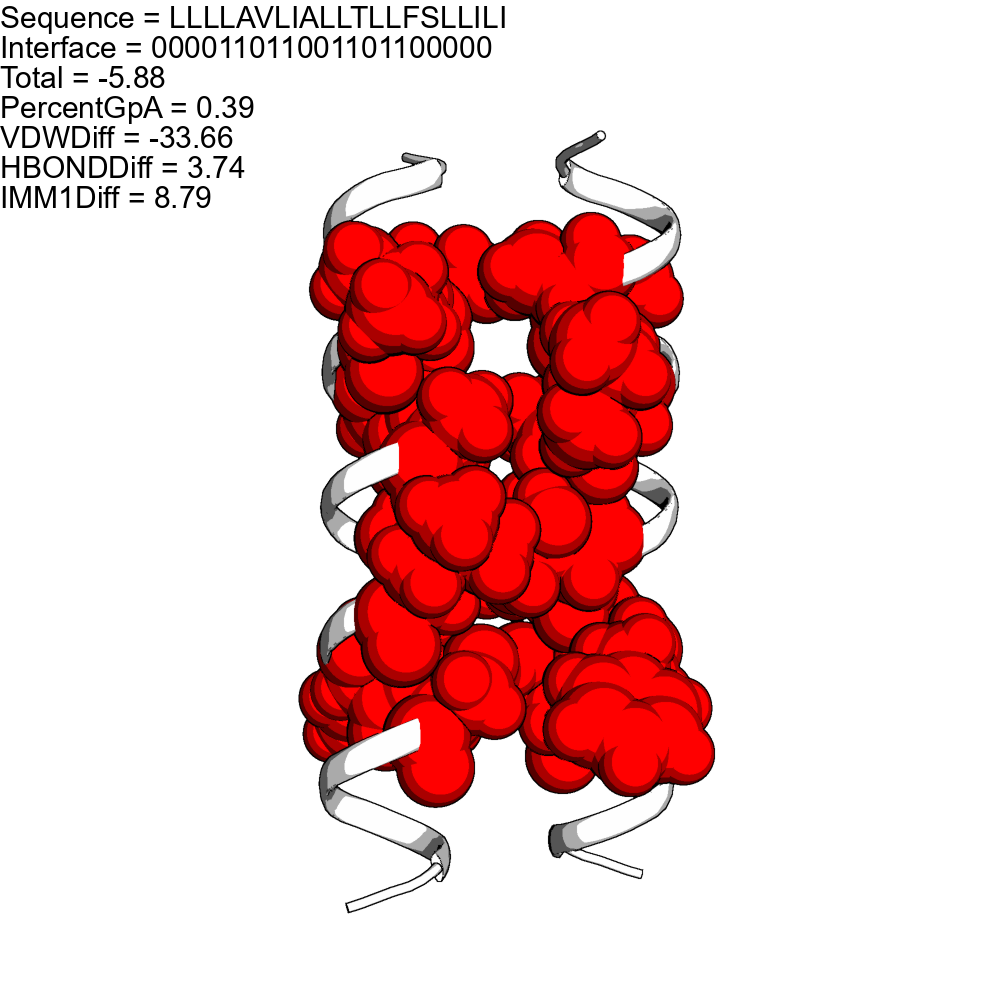 Sequence = LLLLAVLIALLTLLFSLLILI
Interface = 000011011001101100000
Total = -5.88
PercentGpA = 0.39
VDWDiff = -33.66
HBONDDiff = 3.74
IMM1Diff = 8.79